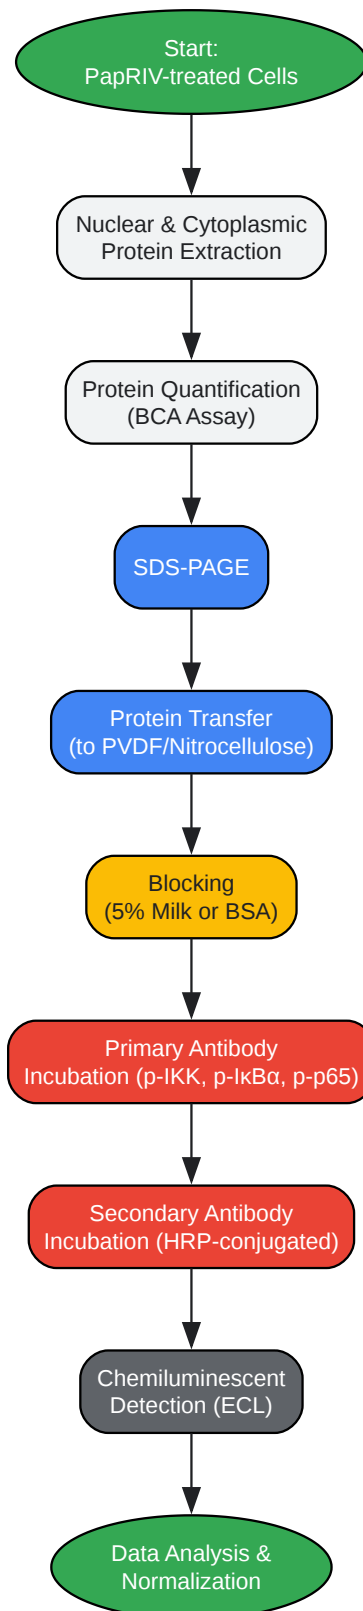 Start:
PapRIV-treated Cells
Nuclear & Cytoplasmic
Protein Extraction
Protein Quantification
(BCA Assay)
SDS-PAGE
Protein Transfer
(to PVDF/Nitrocellulose)
Blocking
(5% Milk or BSA)
Primary Antibody
Incubation (p-IKK, p-IκBα, p-p65)
Secondary Antibody
Incubation (HRP-conjugated)
Chemiluminescent
Detection (ECL)
Data Analysis &
Normalization